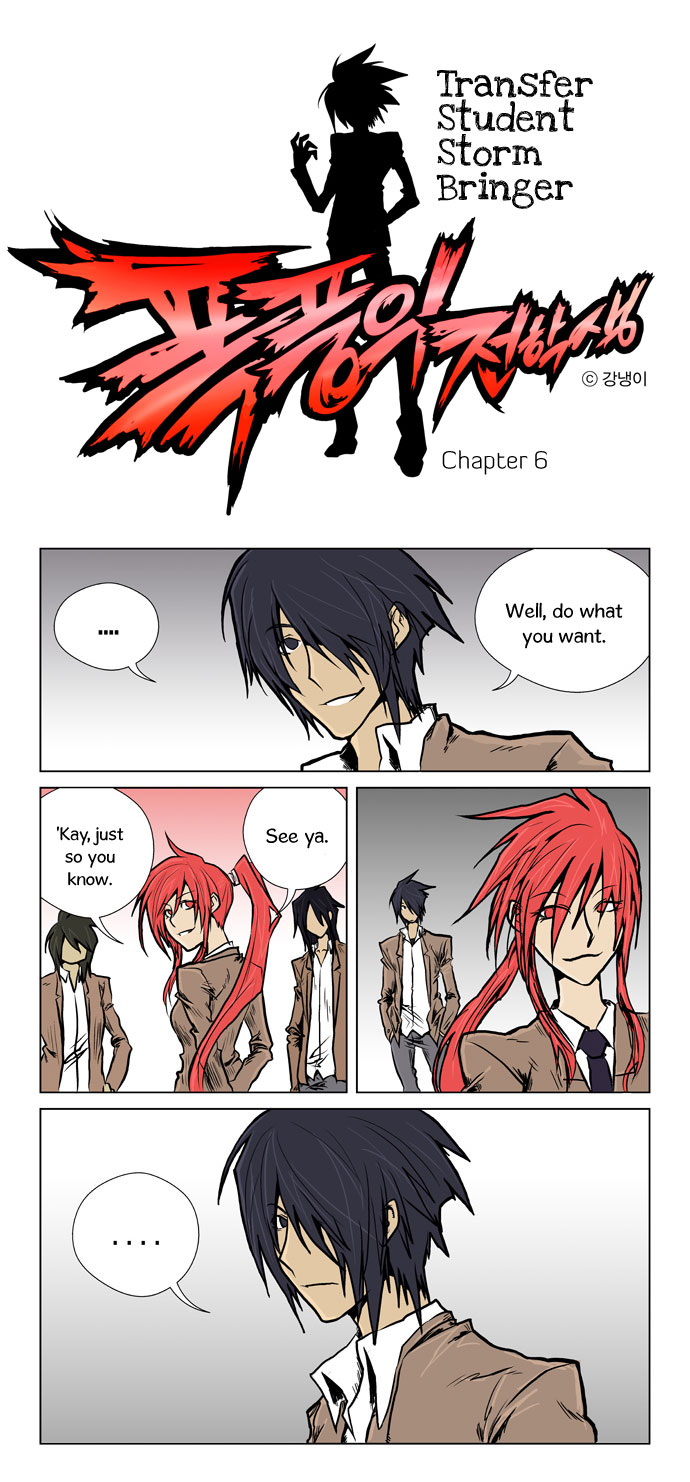 Transfer
Student
Storm
Bringer
폭풍의 전학생
© 강냉이
Chapter 6
....
Well, do what
you want.
'Kay, just
so you
know.
See ya.
....